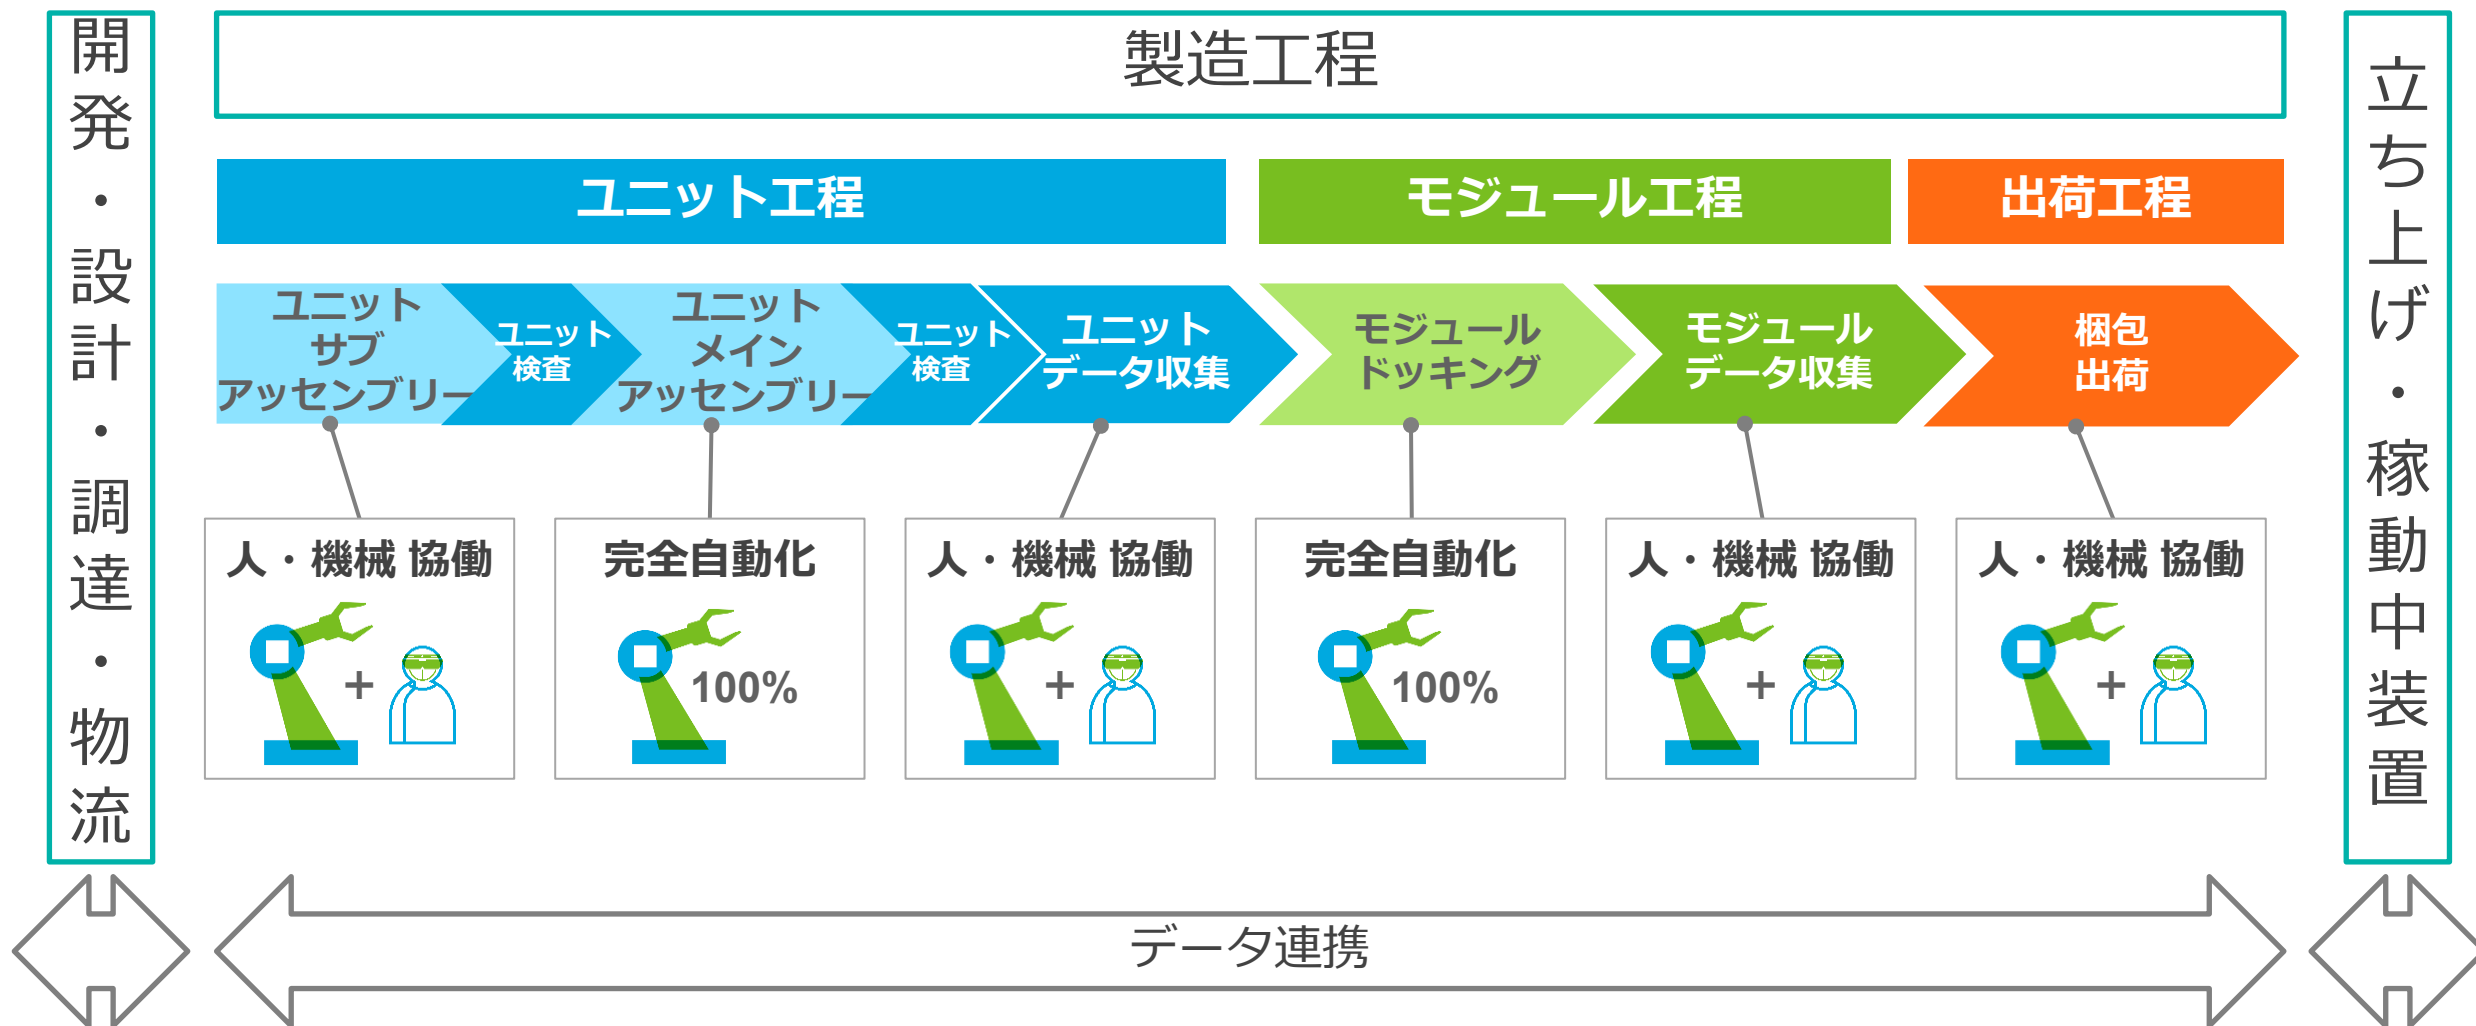 開発・設計・調達・物流
製造工程
立ち上げ・稼動中装置
ユニット工程
モジュール工程
出荷工程
ユニット
サブ
アッセンブリー
ユニット
検査
ユニット
メイン
アッセンブリー
ユニット
検査
ユニット
データ収集
モジュール
ドッキング
モジュール
データ収集
梱包
出荷
人・機械 協働
+
完全自動化
100%
人・機械 協働
+
完全自動化
100%
人・機械 協働
+
人・機械 協働
+
データ連携